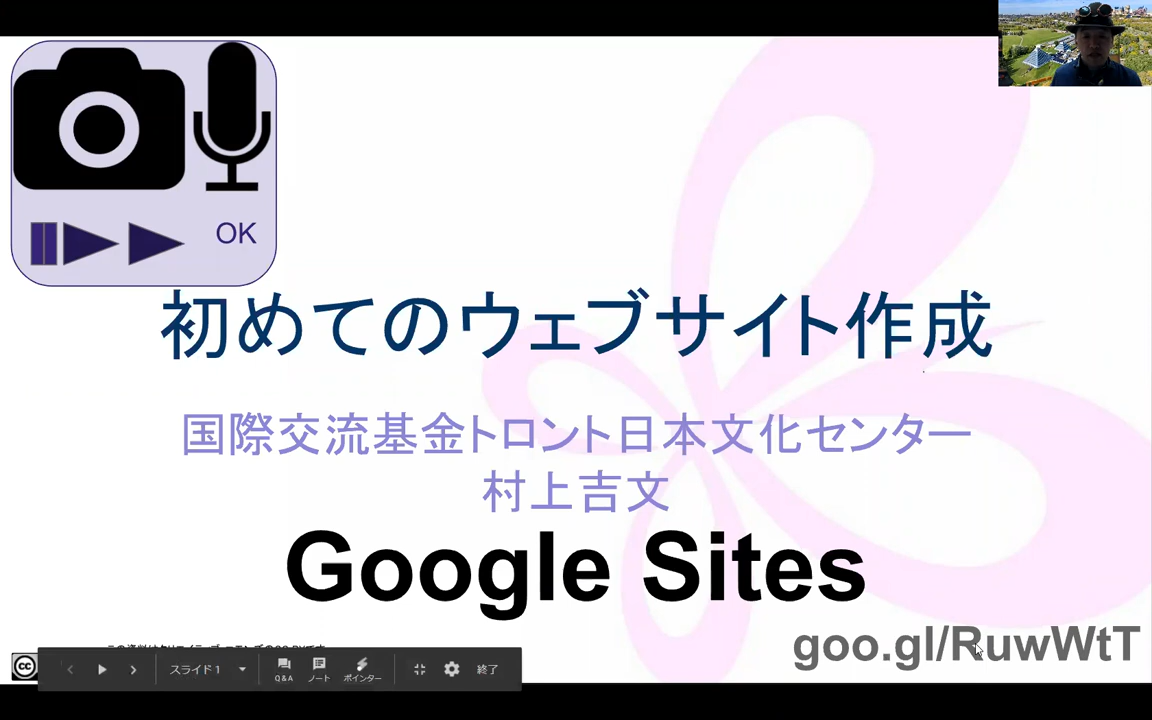 OK
初めてのウェブサイト作成
国際交流基金トロント日本文化センター
村上吉文
Google Sites
goo.gl/RuwWtT
cc
スライド 1
Q&A
ノート
ポインター
終了